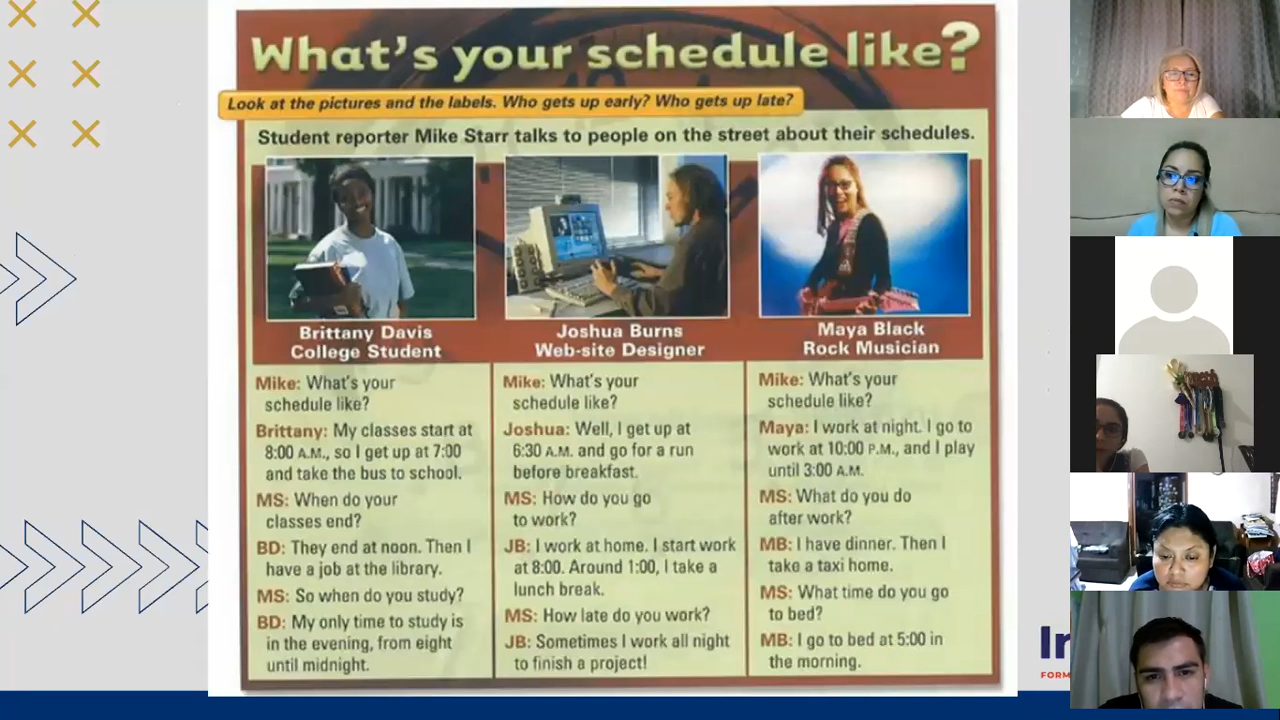 What's your schedule like?
Look at the pictures and the labels. Who gets up early? Who gets up late?
Student reporter Mike Starr talks to people on the street about their schedules.
Brittany Davis
College Student
Mike: What's your
schedule like?
Brittany: My classes start at
8:00 A.M., so I get up at 7:00
and take the bus to school.
MS: When do your
classes end?
BD: They end at noon. Then I
have a job at the library.
MS: So when do you study?
BD: My only time to study is
in the evening, from eight
until midnight.
Joshua Burns
Web-site Designer
Mike: What's your
schedule like?
Joshua: Well, I get up at
6:30 A.M. and go for a run
before breakfast.
MS: How do you go
to work?
JB: I work at home. I start work
at 8:00. Around 1:00, I take a
lunch break.
MS: How late do you work?
JB: Sometimes I work all night
to finish a project!
Maya Black
Rock Musician
Mike: What's your
schedule like?
Maya: I work at night. I go to
work at 10:00 P.M., and I play
until 3:00 A.M.
MS: What do you do
after work?
MB: I have dinner. Then I
take a taxi home.
MS: What time do you go
to bed?
MB: I go to bed at 5:00 in
the morning.
In
FORM